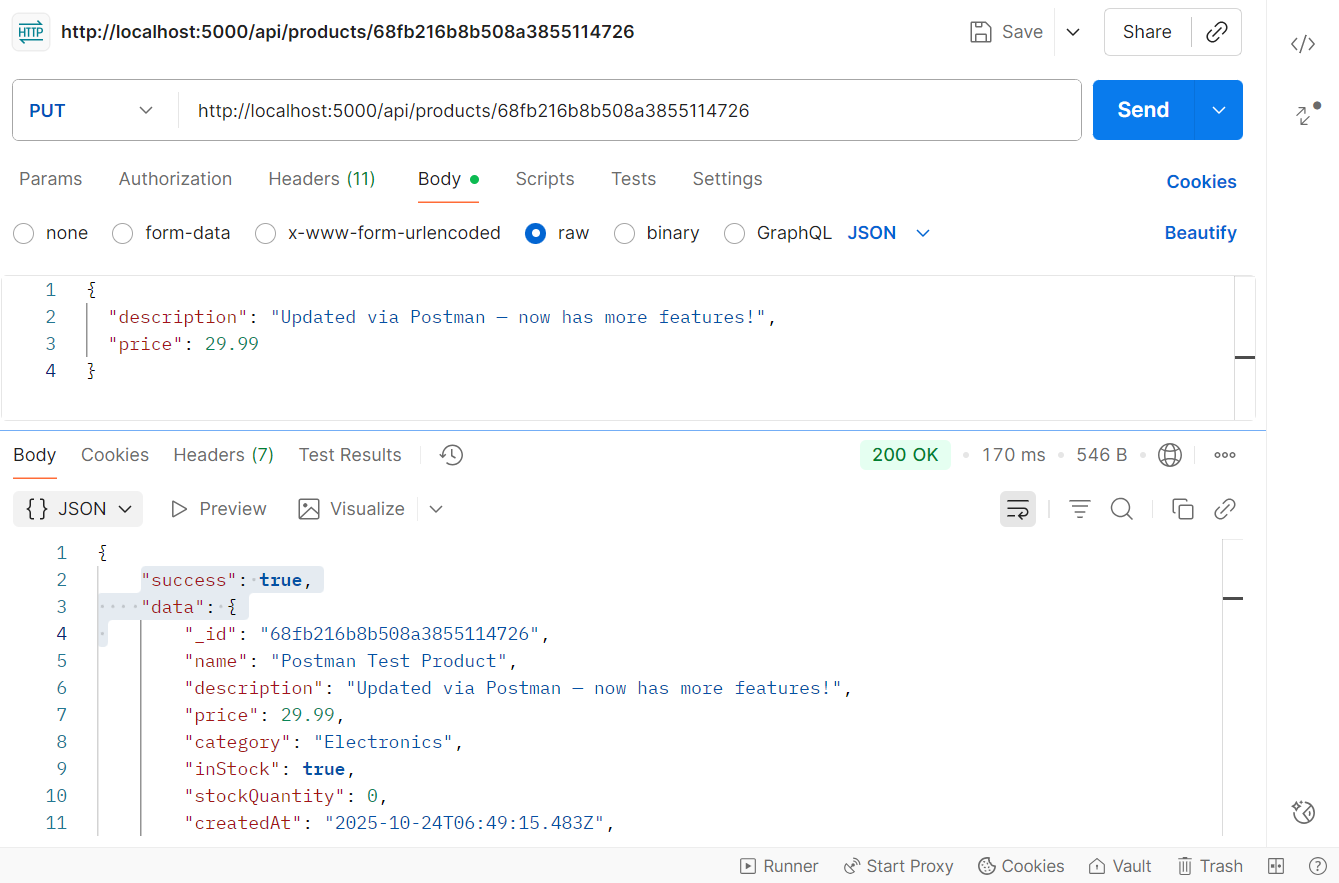 HTTP http://localhost:5000/api/products/68fb216b8b508a3855114726 Save Share
PUT http://localhost:5000/api/products/68fb216b8b508a3855114726 Send
Params Authorization Headers (11) Body Scripts Tests Settings Cookies
none form-data x-www-form-urlencoded raw binary GraphQL JSON Beautify
1 {
2 "description": "Updated via Postman — now has more features!",
3 "price": 29.99
4 }
Body Cookies Headers (7) Test Results 200 OK 170 ms 546 B
{} JSON Preview Visualize
1 {
2 "success": true,
3 "data": {
4 "_id": "68fb216b8b508a3855114726",
5 "name": "Postman Test Product",
6 "description": "Updated via Postman — now has more features!",
7 "price": 29.99,
8 "category": "Electronics",
9 "inStock": true,
10 "stockQuantity": 0,
11 "createdAt": "2025-10-24T06:49:15.483Z",
Runner Start Proxy Cookies Vault Trash